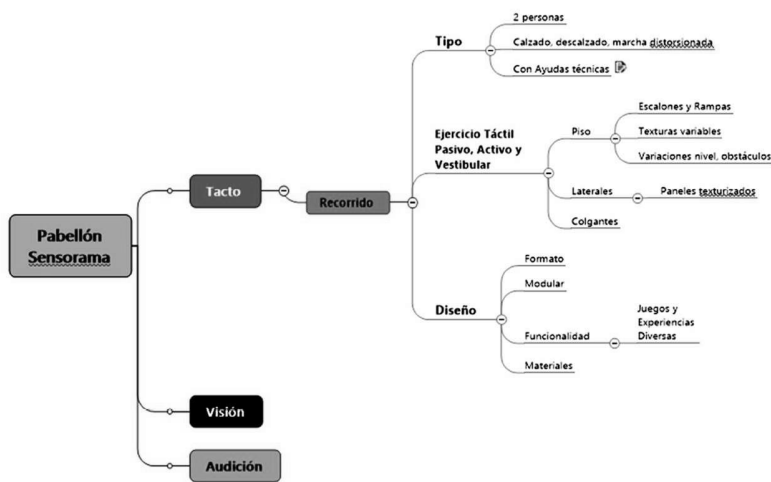 Pabellón
Sensorama
Tacto
Recorrido
Tipo
2 personas
Calzado, descalzado, marcha distorsionada
Con Ayudas técnicas
Ejercicio Táctil
Pasivo, Activo y
Vestibular
Piso
Escalones y Rampas
Texturas variables
Variaciones nivel, obstáculos
Laterales
Paneles texturizados
Colgantes
Diseño
Formato
Modular
Funcionalidad
Juegos y
Experiencias
Diversas
Materiales
Visión
Audición